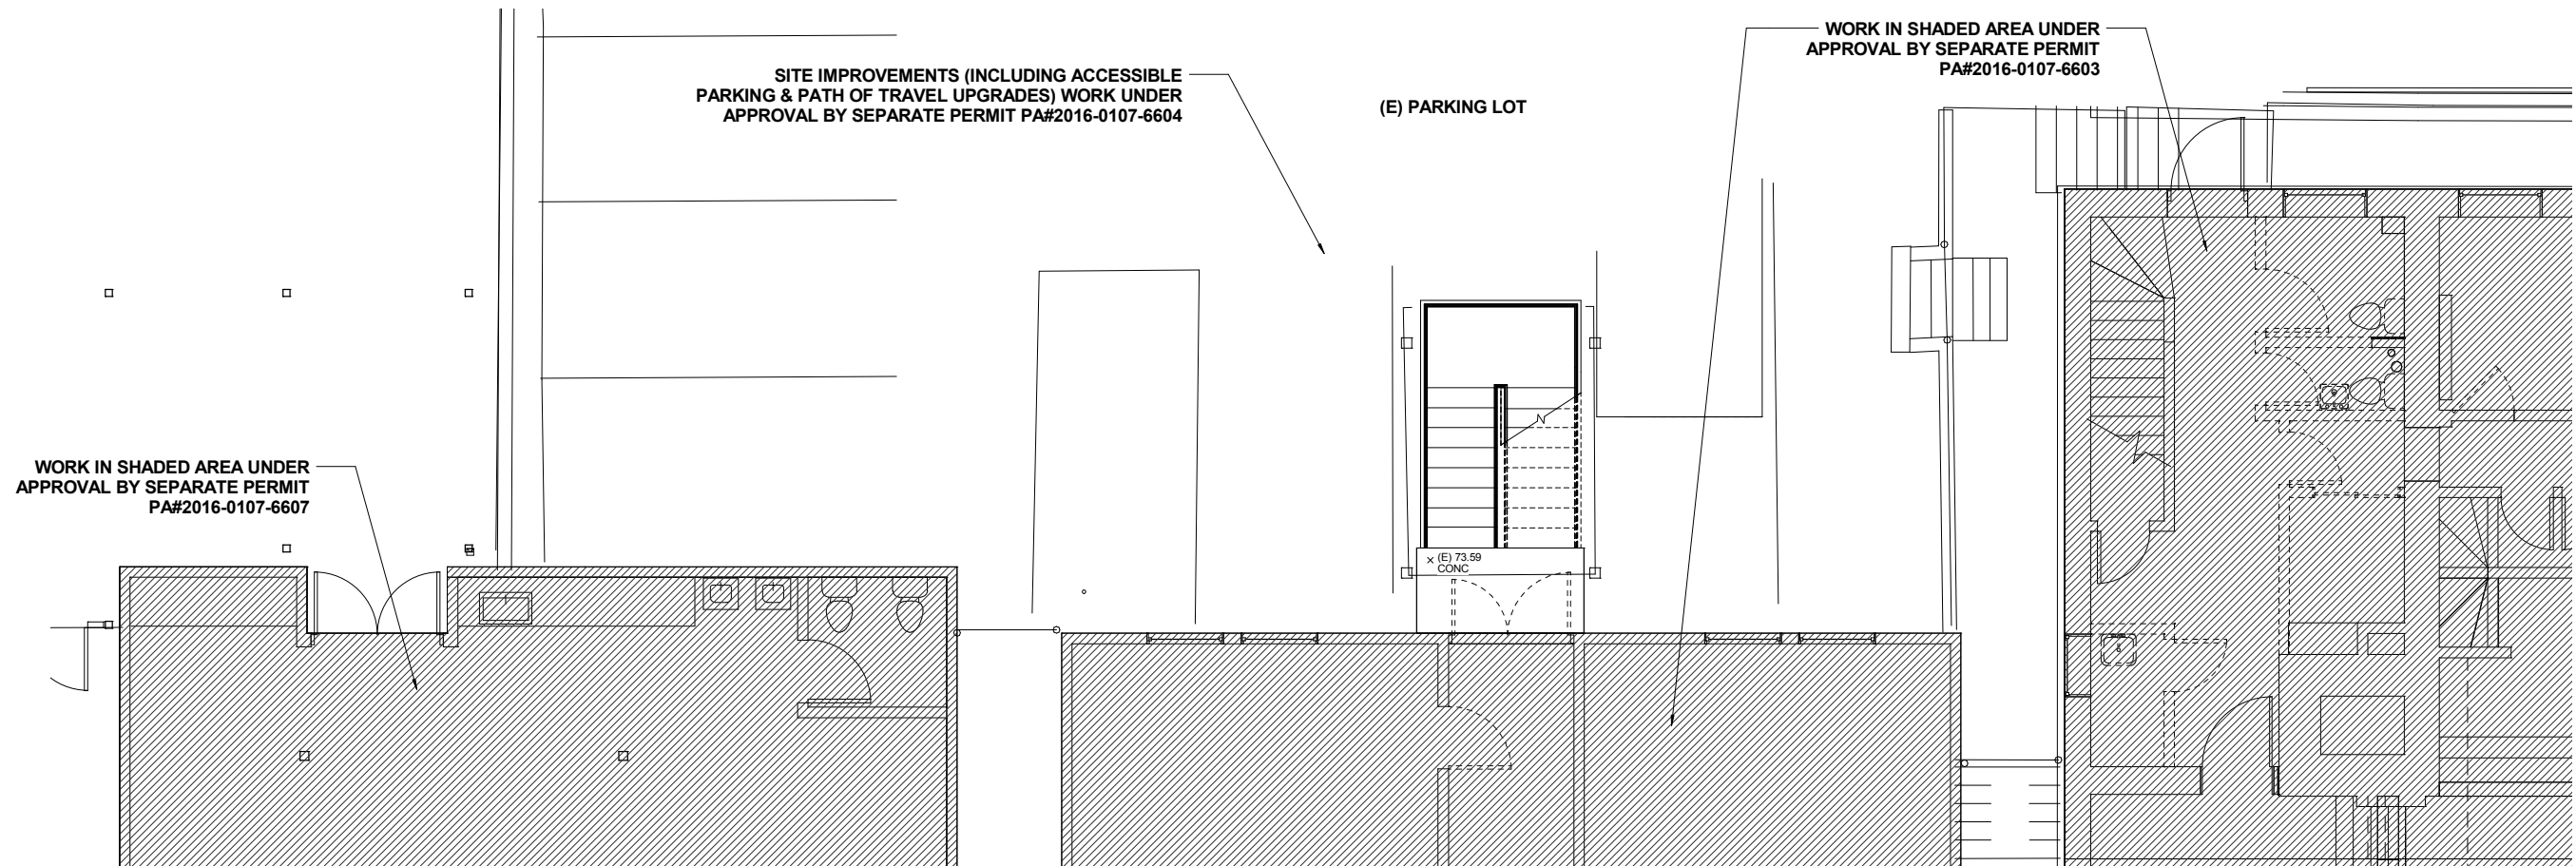 WORK IN SHADED AREA UNDER
APPROVAL BY SEPARATE PERMIT
PA#2016-0107-6603
SITE IMPROVEMENTS (INCLUDING ACCESSIBLE
PARKING & PATH OF TRAVEL UPGRADES) WORK UNDER
APPROVAL BY SEPARATE PERMIT PA#2016-0107-6604
(E) PARKING LOT
WORK IN SHADED AREA UNDER
APPROVAL BY SEPARATE PERMIT
PA#2016-0107-6607
(E) 73.59
CONC